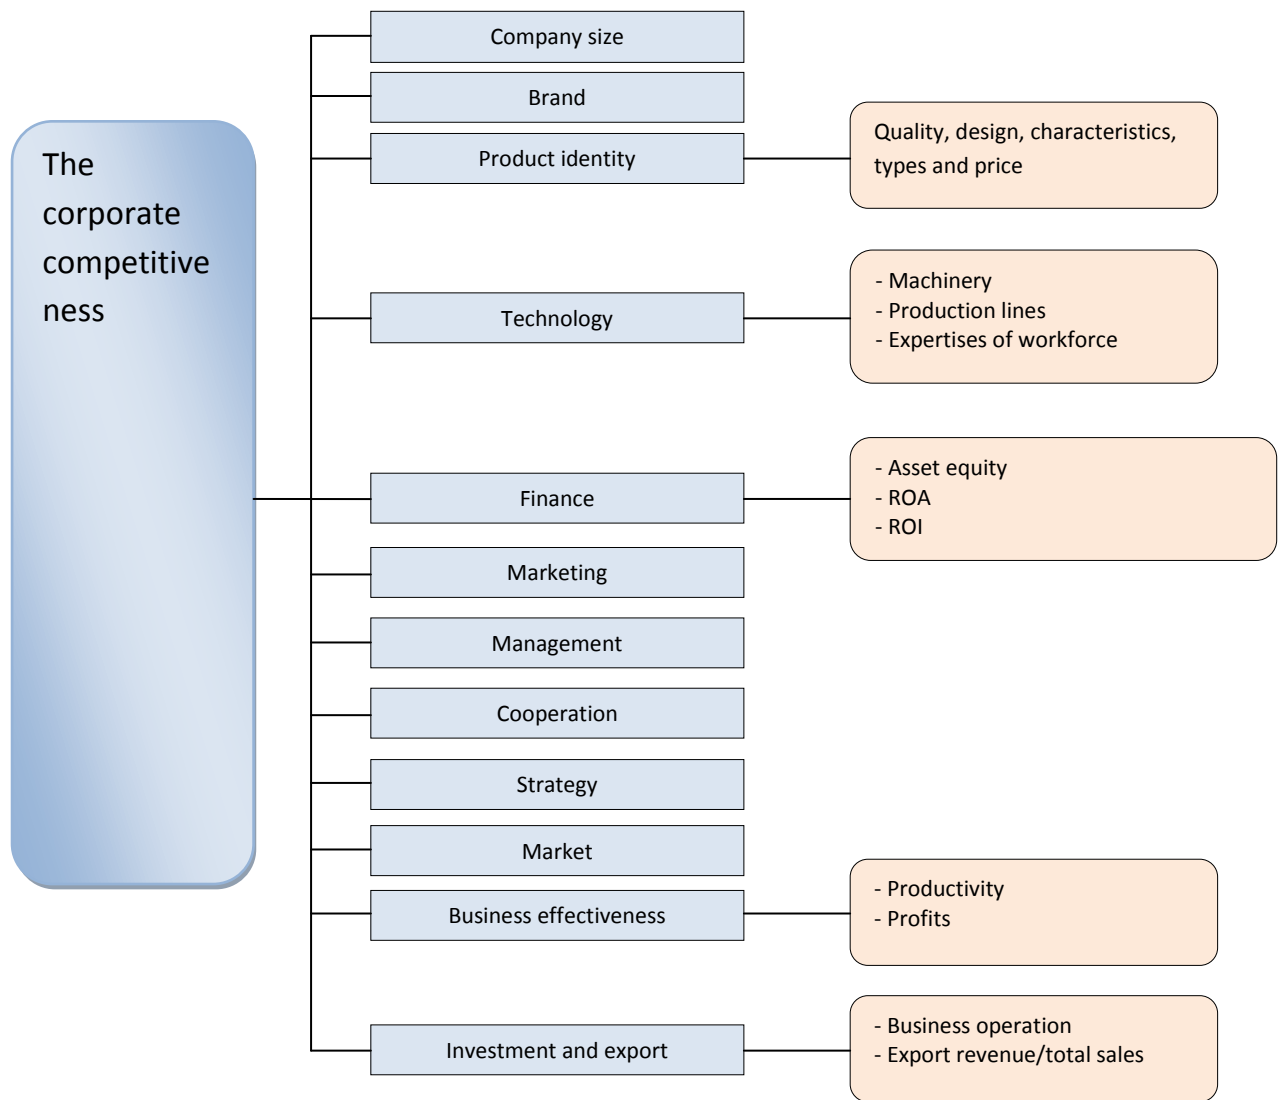 The
corporate
competitive
ness
Company size
Brand
Product identity
Quality, design, characteristics,
types and price
Technology
- Machinery
- Production lines
- Expertises of workforce
Finance
- Asset equity
- ROA
- ROI
Marketing
Management
Cooperation
Strategy
Market
Business effectiveness
- Productivity
- Profits
Investment and export
- Business operation
- Export revenue/total sales